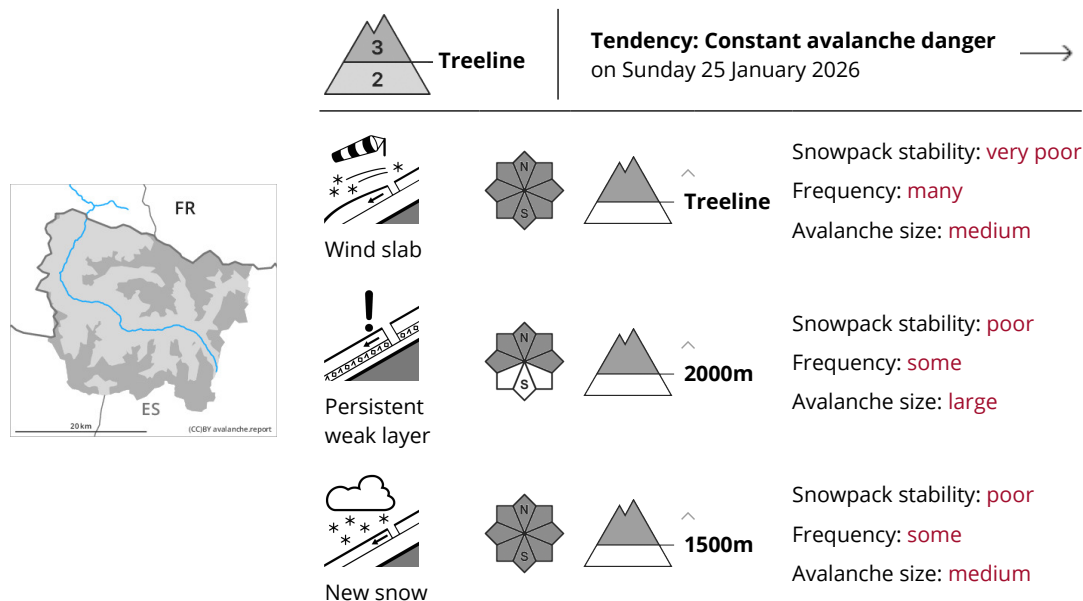 3
2
Treeline
Tendency: Constant avalanche danger
on Sunday 25 January 2026
FR
ES
20 km
(CC)BY avalanche.report
Wind slab
N
S
Treeline
Snowpack stability: very poor
Frequency: many
Avalanche size: medium
Persistent
weak layer
N
S
2000m
Snowpack stability: poor
Frequency: some
Avalanche size: large
New snow
N
S
1500m
Snowpack stability: poor
Frequency: some
Avalanche size: medium